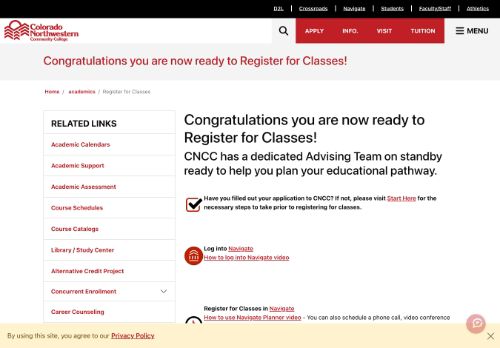 D2L
Crossroads
Navigate
Students
Faculty/Staff
Athletics
Colorado
Northwestern
Community College
APPLY
INFO.
VISIT
TUITION
MENU
Congratulations you are now ready to Register for Classes!
Home / academics / Register for Classes
RELATED LINKS
Academic Calendars
Academic Support
Academic Assessment
Course Schedules
Course Catalogs
Library / Study Center
Alternative Credit Project
Concurrent Enrollment
Career Counseling
Congratulations you are now ready to
Register for Classes!
CNCC has a dedicated Advising Team on standby
ready to help you plan your educational pathway.
Have you filled out your application to CNCC? If not, please visit Start Here for the
necessary steps to take prior to registering for classes.
Log into Navigate
How to log into Navigate video
Register for Classes in Navigate
How to use Navigate Planner video - You can also schedule a phone call, video conference
By using this site, you agree to our Privacy Policy